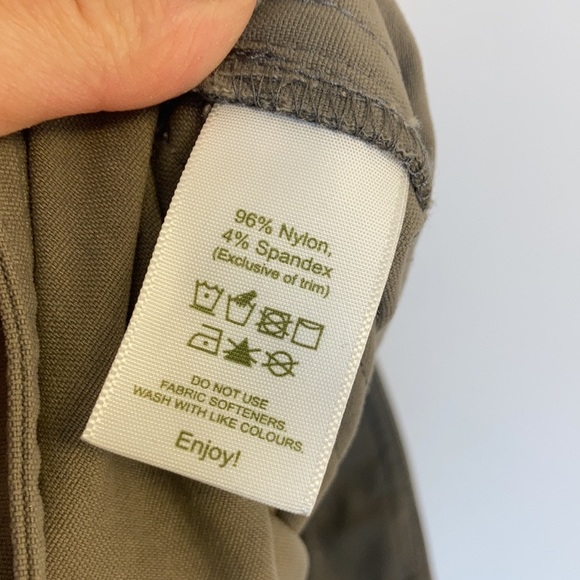 96% Nylon,
4% Spandex
(Exclusive of trim)
DO NOT USE
FABRIC SOFTENERS.
WASH WITH LIKE COLOURS.
Enjoy!